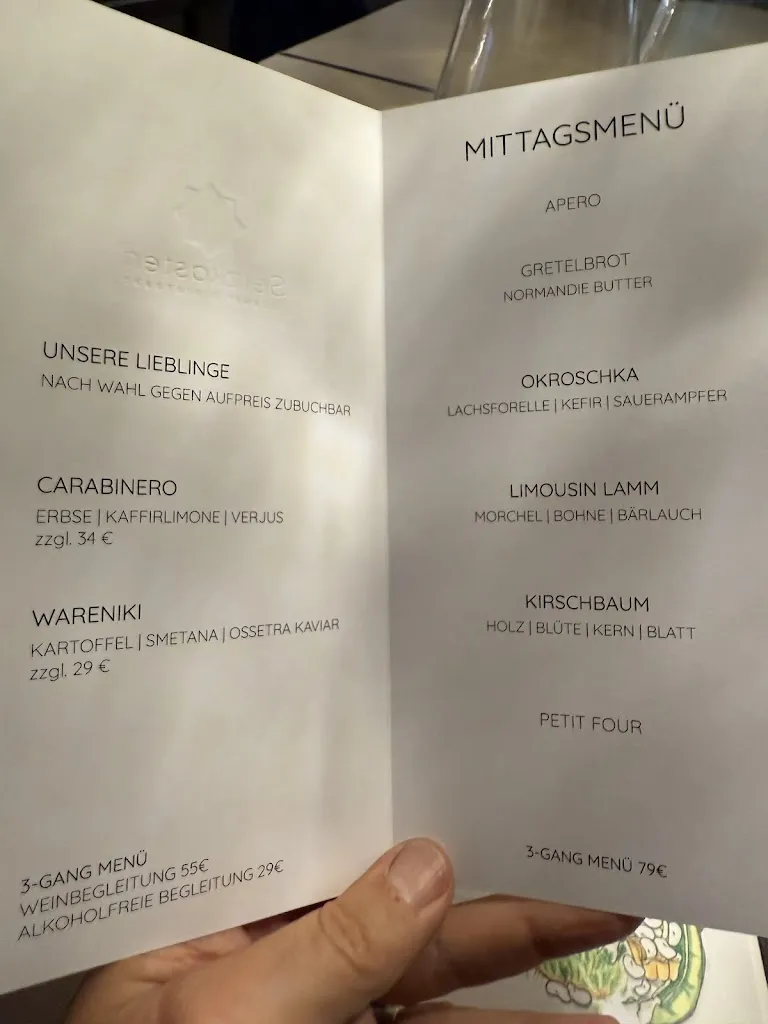 UNSERE LIEBLINGE
NACH WAHL GEGEN AUFPREIS ZUBUCHBAR
CARABINERO
ERBSE | KAFFIRLIMONE | VERJUS
zzgl. 34 €
WARENIKI
KARTOFFEL | SMETANA | OSSETRA KAVIAR
zzgl. 29 €
3-GANG MENÜ
WEINBEGLEITUNG 55€
ALKOHOLFREIE BEGLEITUNG 29€
MITTAGSMENÜ
APERO
GRETELBROT
NORMANDIE BUTTER
OKROSCHKA
LACHSFORELLE | KEFIR | SAUERAMPFER
LIMOUSIN LAMM
MORCHEL | BOHNE | BÄRLAUCH
KIRSCHBAUM
HOLZ | BLÜTE | KERN | BLATT
PETIT FOUR
3-GANG MENÜ 79€